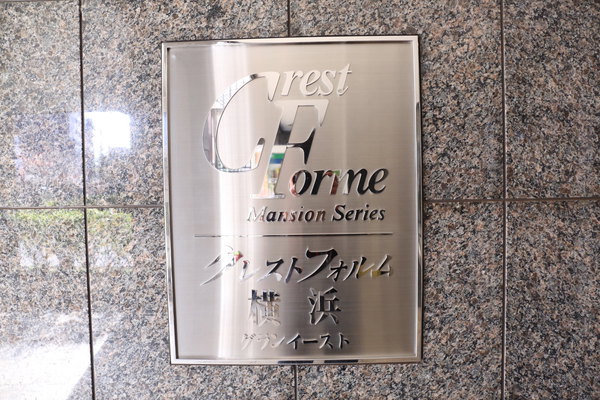 Crest
Forme
Mansion Series
クレストフォルム
横浜
グランイースト